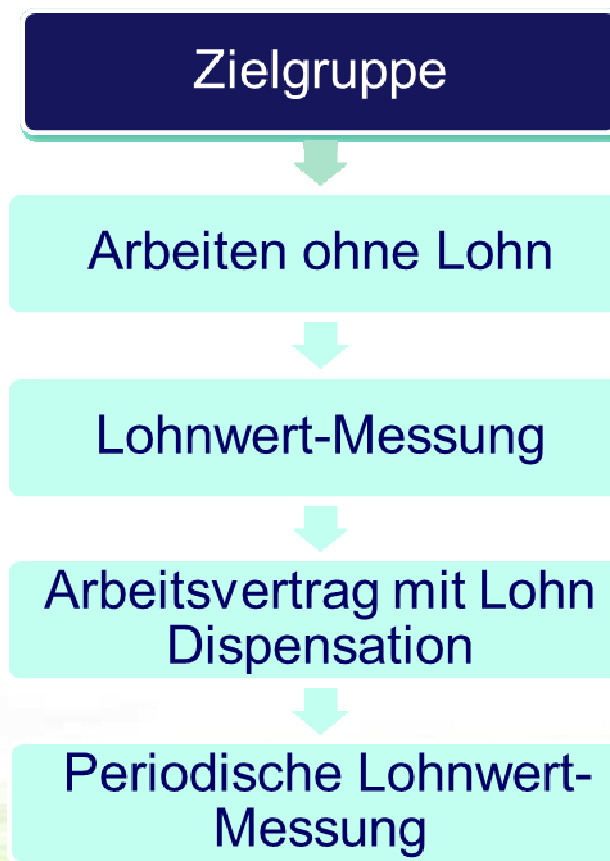 Zielgruppe
Arbeiten ohne Lohn
Lohnwert-Messung
Arbeitsvertrag mit Lohn
Dispensation
Periodische Lohnwert-
Messung